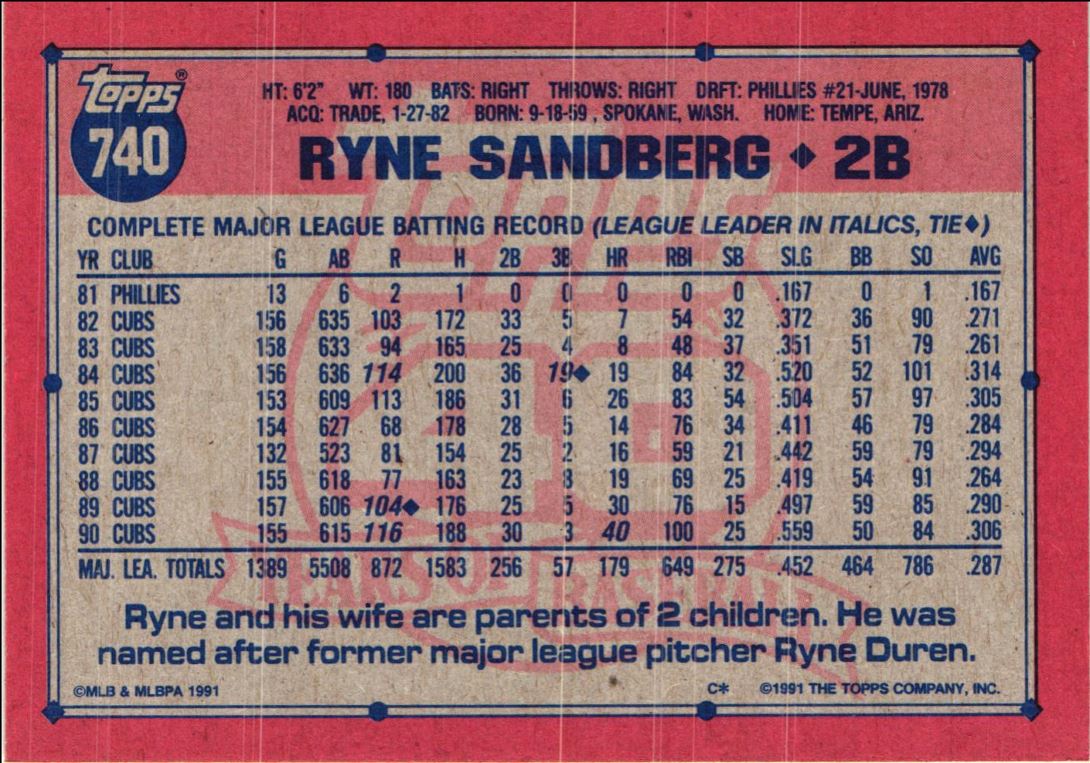 topps®
740
HT: 6'2" WT: 180 BATS: RIGHT THROWS: RIGHT DRFT: PHILLIES #21-JUNE, 1978
ACQ: TRADE, 1-27-82 BORN: 9-18-59 , SPOKANE, WASH. HOME: TEMPE, ARIZ.
RYNE SANDBERG ◆ 2B
COMPLETE MAJOR LEAGUE BATTING RECORD (LEAGUE LEADER IN ITALICS, TIE◆)
YR CLUB G AB R H 2B 3B HR RBI SB SLG BB SO AVG
81 PHILLIES 13 6 2 1 0 0 0 0 0 .167 0 1 .167
82 CUBS 156 635 103 172 33 5 7 54 32 .372 36 90 .271
83 CUBS 158 633 94 165 25 4 8 48 37 .351 51 79 .261
84 CUBS 156 636 114 200 36 19◆ 19 84 32 .520 52 101 .314
85 CUBS 153 609 113 186 31 6 26 83 54 .504 57 97 .305
86 CUBS 154 627 68 178 28 5 14 76 34 .411 46 79 .284
87 CUBS 132 523 81 154 25 2 16 59 21 .442 59 79 .294
88 CUBS 155 618 77 163 23 8 19 69 25 .419 54 91 .264
89 CUBS 157 606 104◆ 176 25 5 30 76 15 .497 59 85 .290
90 CUBS 155 615 116 188 30 3 40 100 25 .559 50 84 .306
MAJ. LEA. TOTALS 1389 5508 872 1583 256 57 179 649 275 .452 464 786 .287
Ryne and his wife are parents of 2 children. He was
named after former major league pitcher Ryne Duren.
©MLB & MLBPA 1991 C* ©1991 THE TOPPS COMPANY, INC.
topps
40
YEARS OF BASEBALL